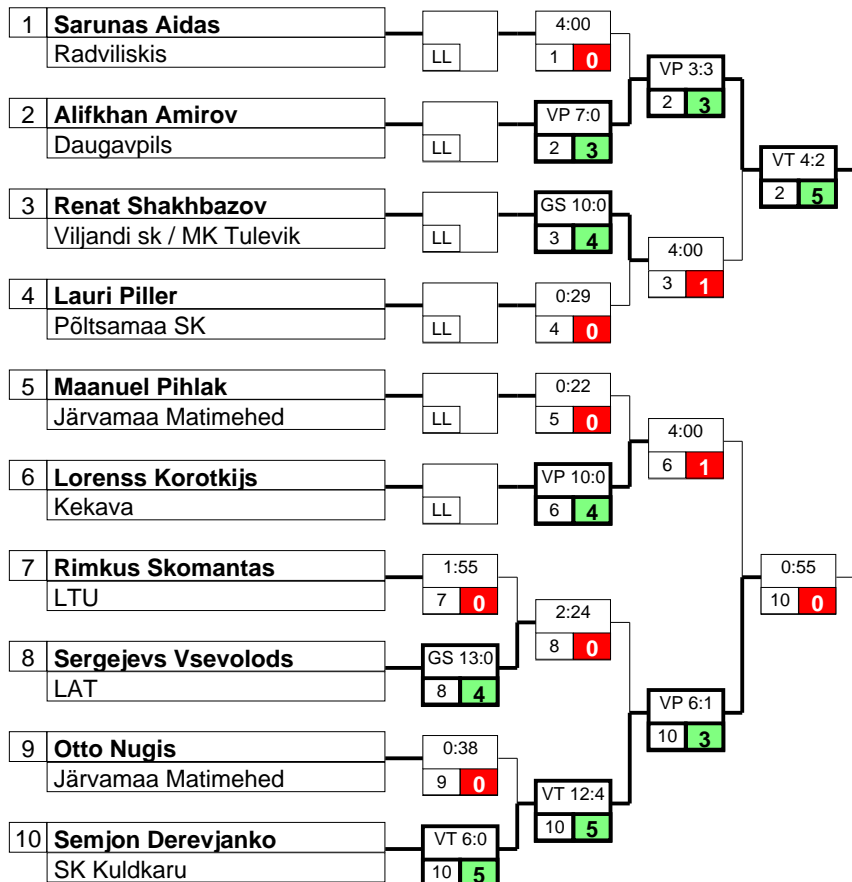 1 Sarunas Aidas
Radviliskis
LL
4:00
1 0
VP 3:3
2 3
2 Alifkhan Amirov
Daugavpils
LL
VP 7:0
2 3
VT 4:2
2 5
3 Renat Shakhbazov
Viljandi sk / MK Tulevik
LL
GS 10:0
3 4
4:00
3 1
4 Lauri Piller
Põltsamaa SK
LL
0:29
4 0
5 Maanuel Pihlak
Järvamaa Matimehed
LL
0:22
5 0
4:00
6 1
6 Lorenss Korotkijs
Kekava
LL
VP 10:0
6 4
7 Rimkus Skomantas
LTU
1:55
7 0
0:55
10 0
2:24
8 0
8 Sergejevs Vsevolods
LAT
GS 13:0
8 4
VP 6:1
10 3
9 Otto Nugis
Järvamaa Matimehed
0:38
9 0
VT 12:4
10 5
10 Semjon Derevjanko
SK Kuldkaru
VT 6:0
10 5